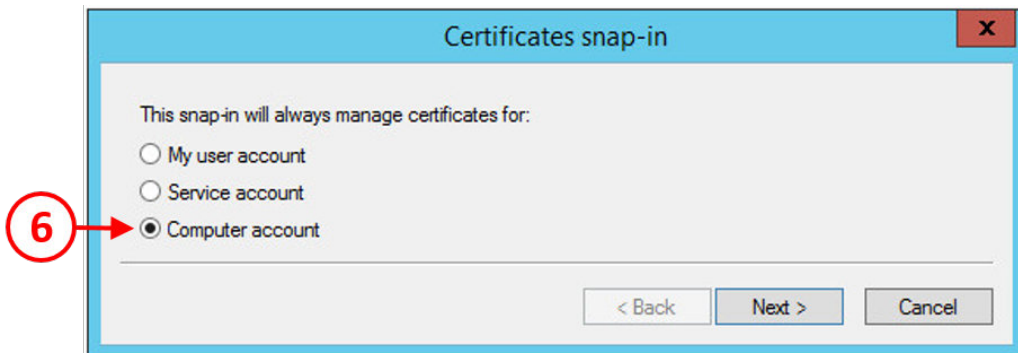 Certificates snap-in
x
This snap-in will always manage certificates for:
My user account
Service account
6
Computer account
< Back
Next >
Cancel